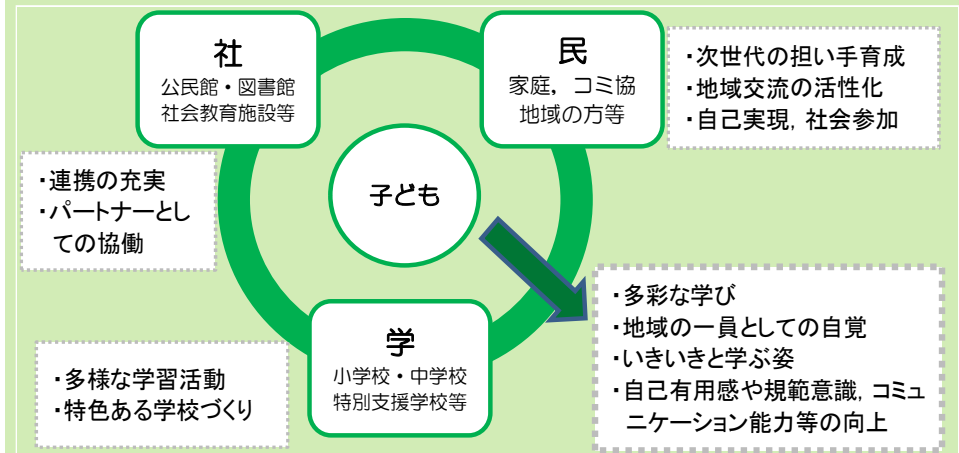 社
公民館・図書館
社会教育施設等
民
家庭，コミ協
地域の方等
・次世代の担い手育成
・地域交流の活性化
・自己実現，社会参加
・連携の充実
・パートナーとし
ての協働
子ども
学
小学校・中学校
特別支援学校等
・多様な学習活動
・特色ある学校づくり
・多彩な学び
・地域の一員としての自覚
・いきいきと学ぶ姿
・自己有用感や規範意識，コミュ
ニケーション能力等の向上